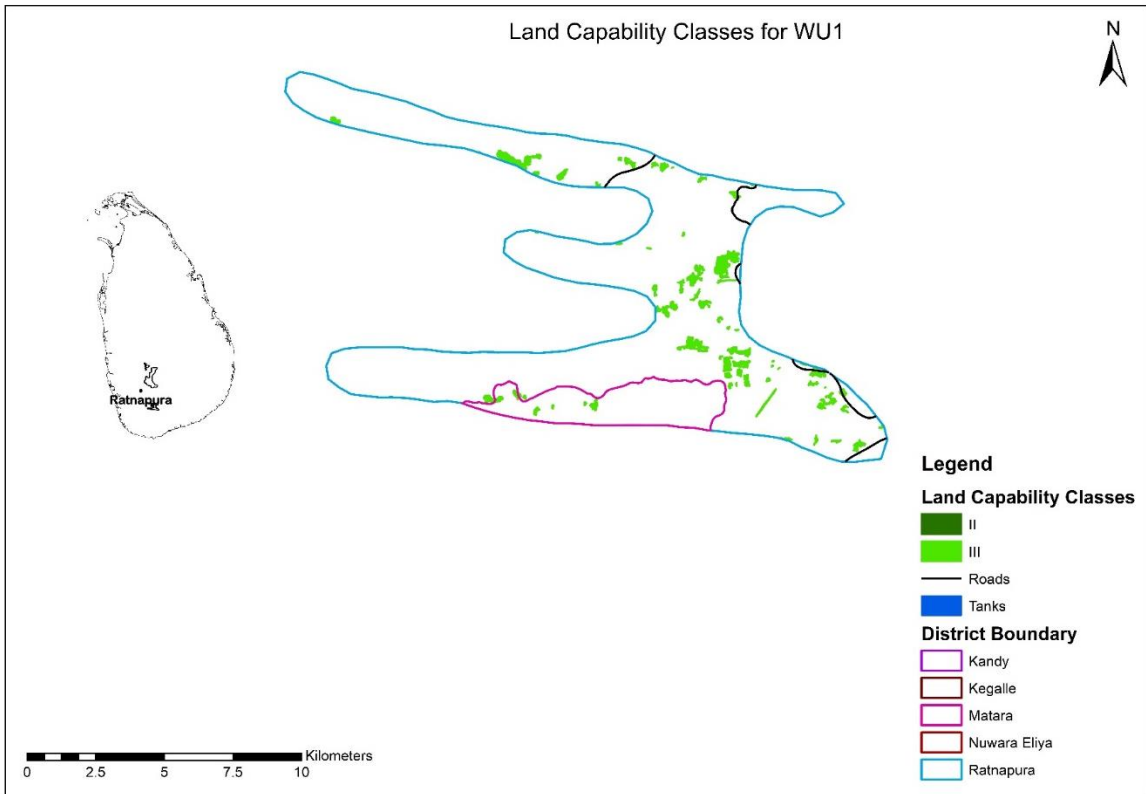 Land Capability Classes for WU1
N
Ratnapura
Legend
Land Capability Classes
II
III
Roads
Tanks
District Boundary
Kandy
Kegalle
Matara
Nuwara Eliya
Ratnapura
Kilometers
0 2.5 5 7.5 10